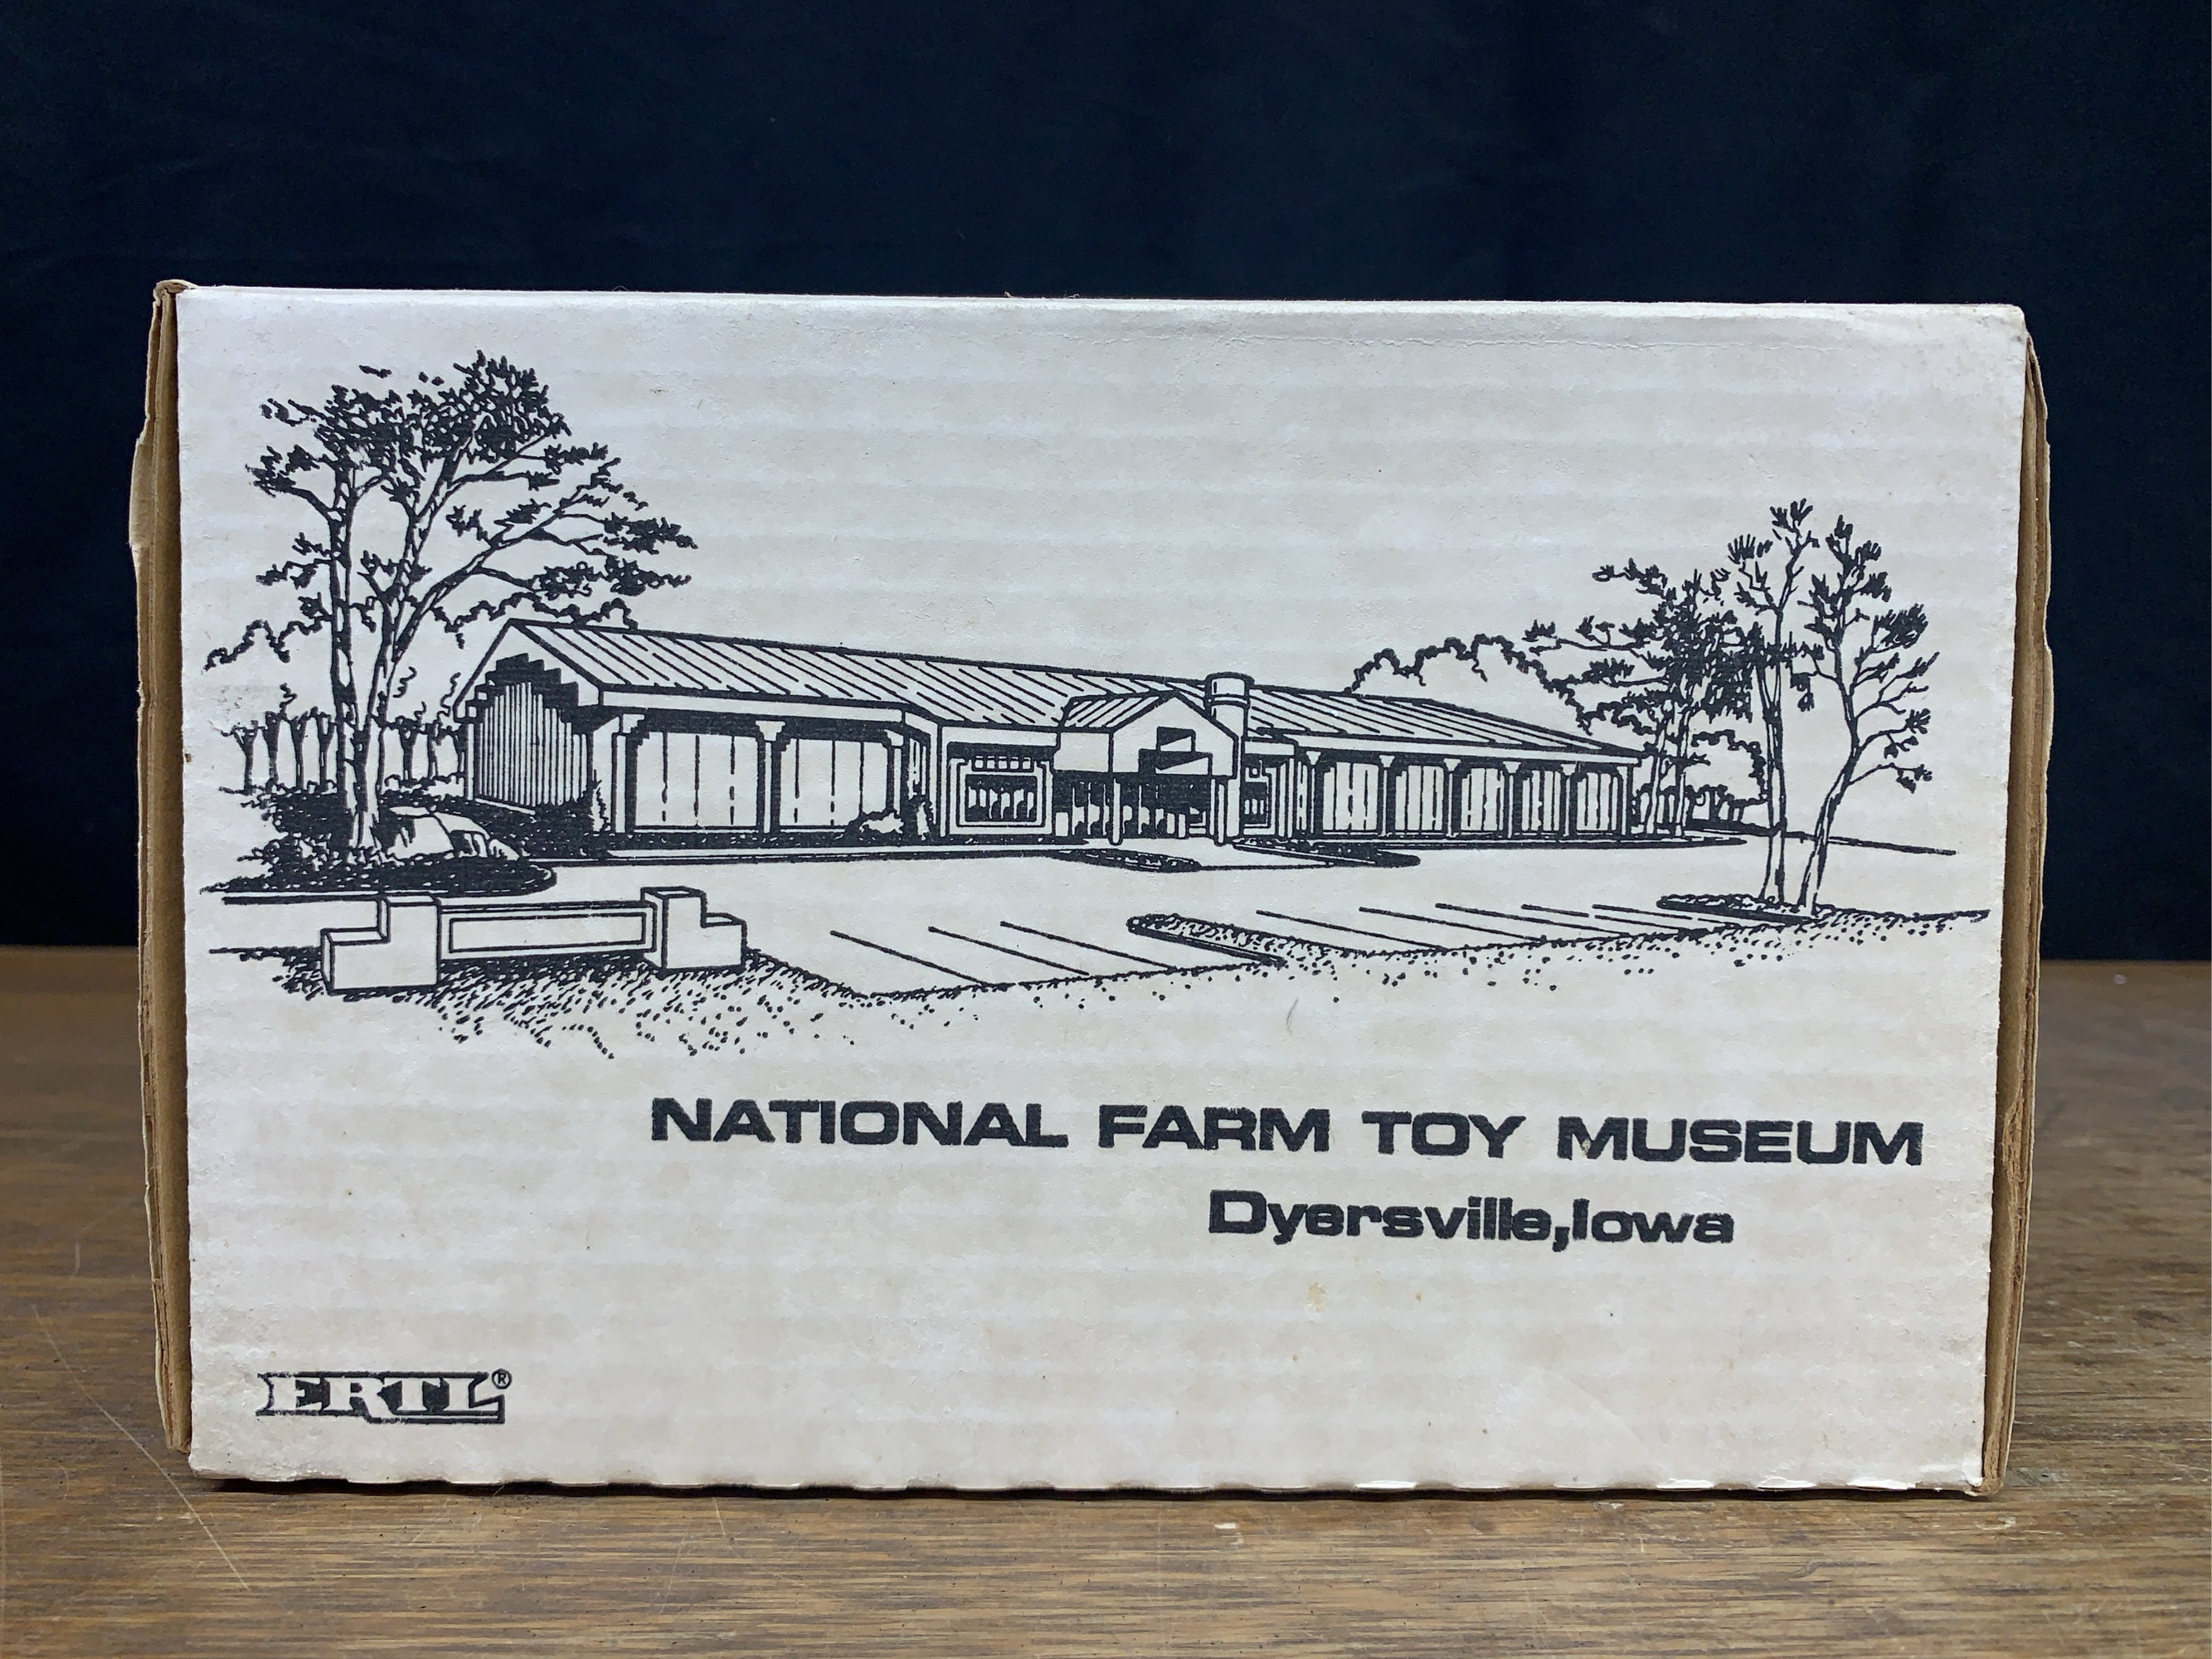 NATIONAL FARM TOY MUSEUM
Dyersville,Iowa
ERTL®